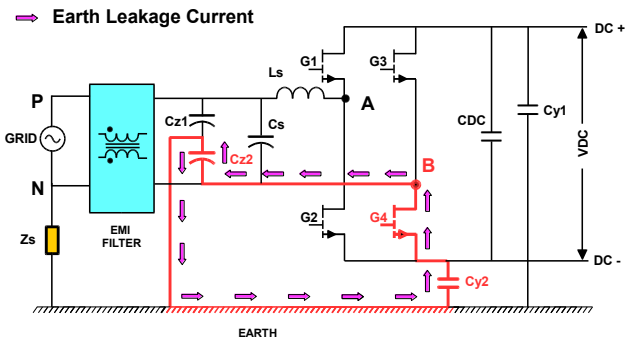 Earth Leakage Current
DC +
G1
G3
Ls
P
A
Cz1
Cs
CDC
Cy1
VDC
GRID
Cz2
B
N
G2
G4
EMI
FILTER
Zs
DC -
Cy2
EARTH